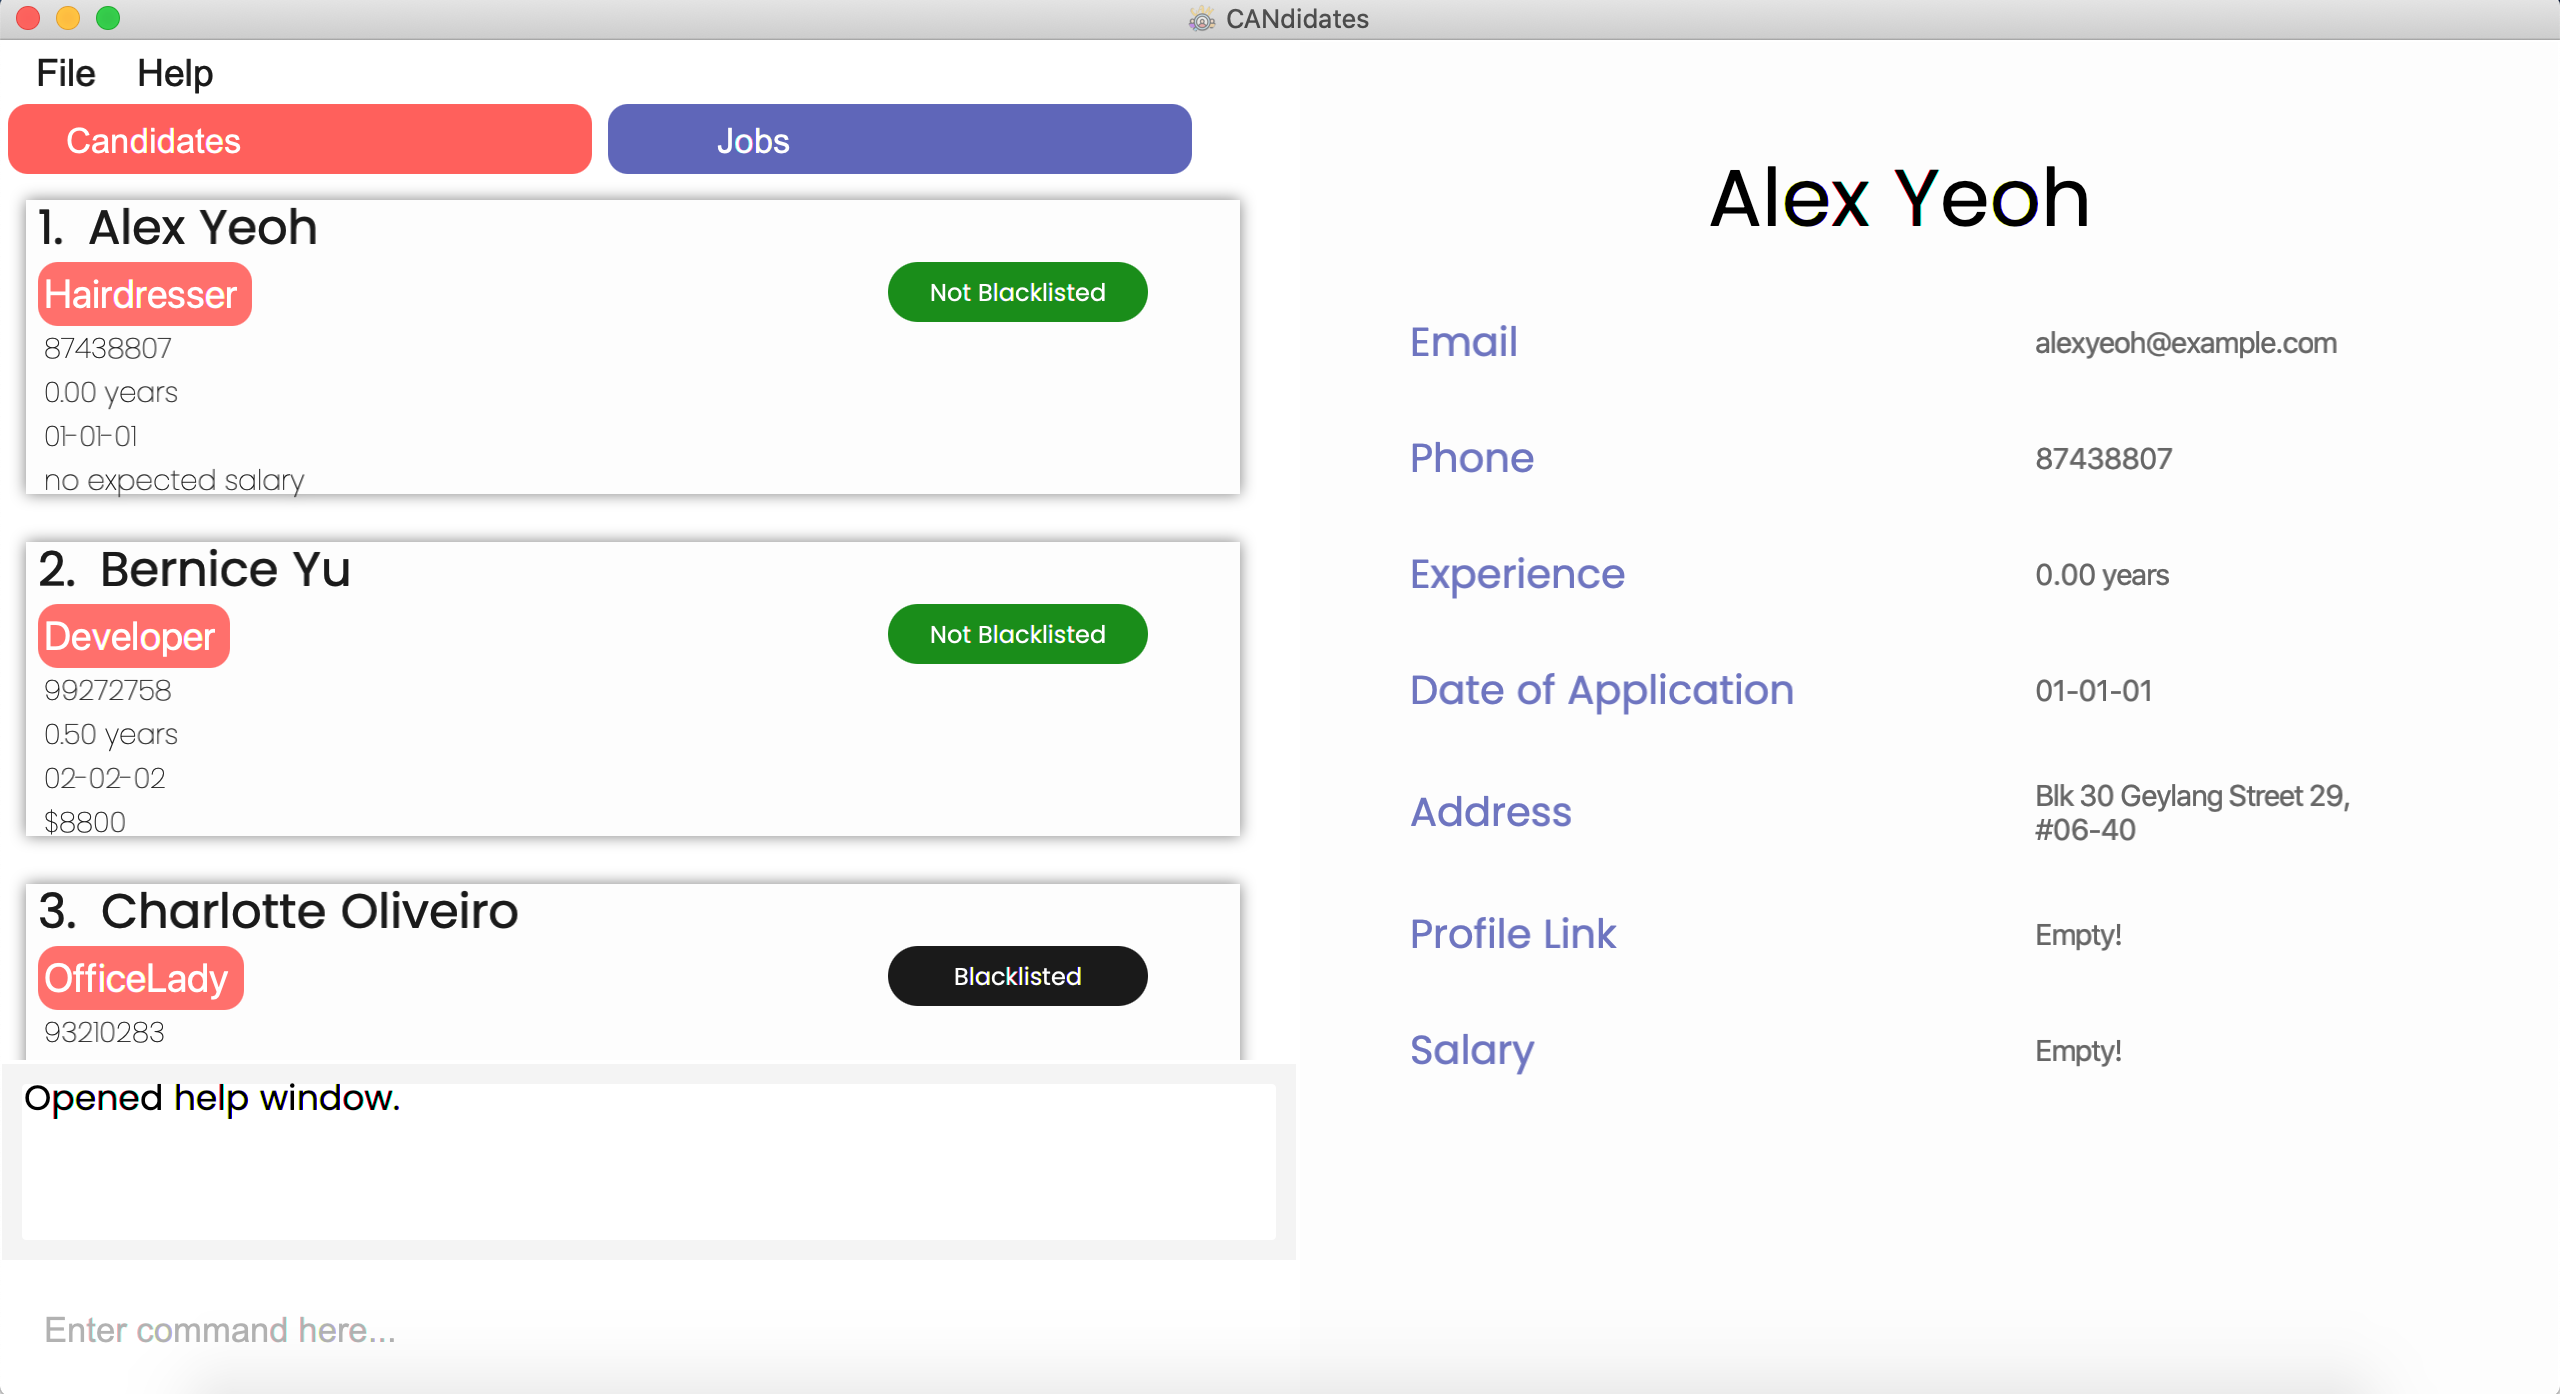 CANdidates
File Help
Candidates
Jobs
1. Alex Yeoh
Hairdresser
Not Blacklisted
87438807
0.00 years
01-01-01
no expected salary
2. Bernice Yu
Developer
Not Blacklisted
99272758
0.50 years
02-02-02
$8800
3. Charlotte Oliveiro
OfficeLady
Blacklisted
93210283
Opened help window.
Enter command here...
Alex Yeoh
Email alexyeoh@example.com
Phone 87438807
Experience 0.00 years
Date of Application 01-01-01
Address Blk 30 Geylang Street 29,
#06-40
Profile Link Empty!
Salary Empty!